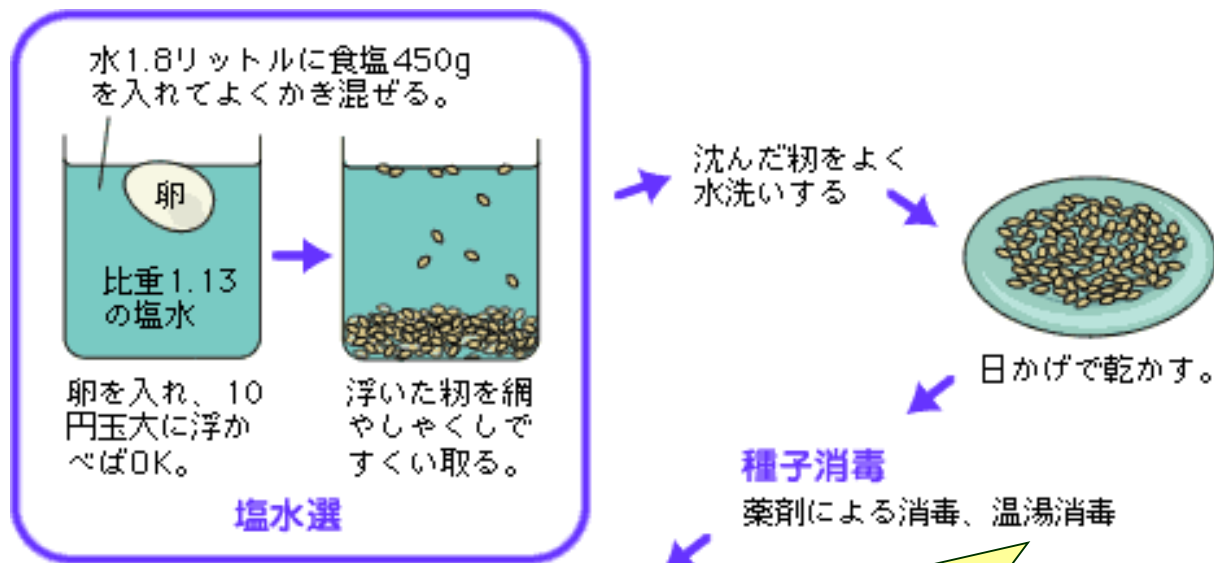 水1.8リットルに食塩450g
を入れてよくかき混ぜる。
卵
比重1.13
の塩水
卵を入れ、10
円玉大に浮か
べばOK。
浮いた籾を網
やしゃくしで
すくい取る。
塩水選
沈んだ籾をよく
水洗いする
日かげで乾かす。
種子消毒
薬剤による消毒、温湯消毒